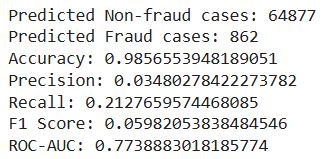 Predicted Non-fraud cases: 64877
Predicted Fraud cases: 862
Accuracy: 0.9856553948189051
Precision: 0.03480278422273782
Recall: 0.2127659574468085
F1 Score: 0.05982053838484546
ROC-AUC: 0.7738883018185774